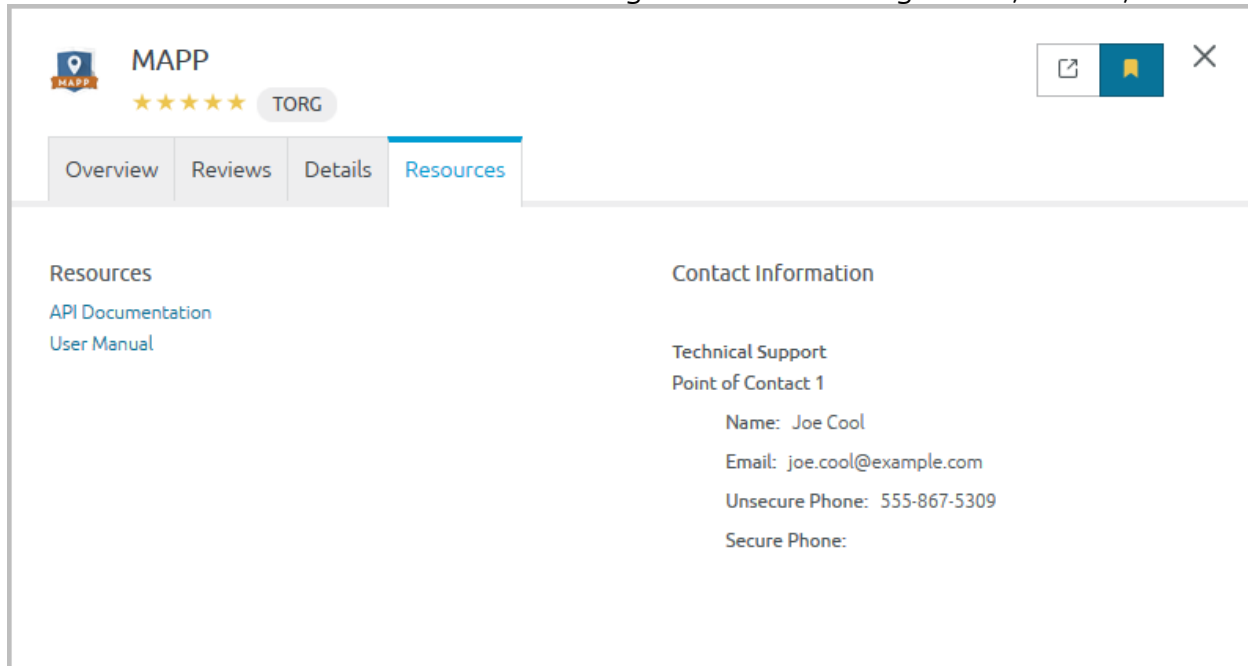 MAPP
MAPP
TORG
Overview Reviews Details Resources
Resources
API Documentation
User Manual
Contact Information
Technical Support
Point of Contact 1
Name: Joe Cool
Email: joe.cool@example.com
Unsecure Phone: 555-867-5309
Secure Phone: